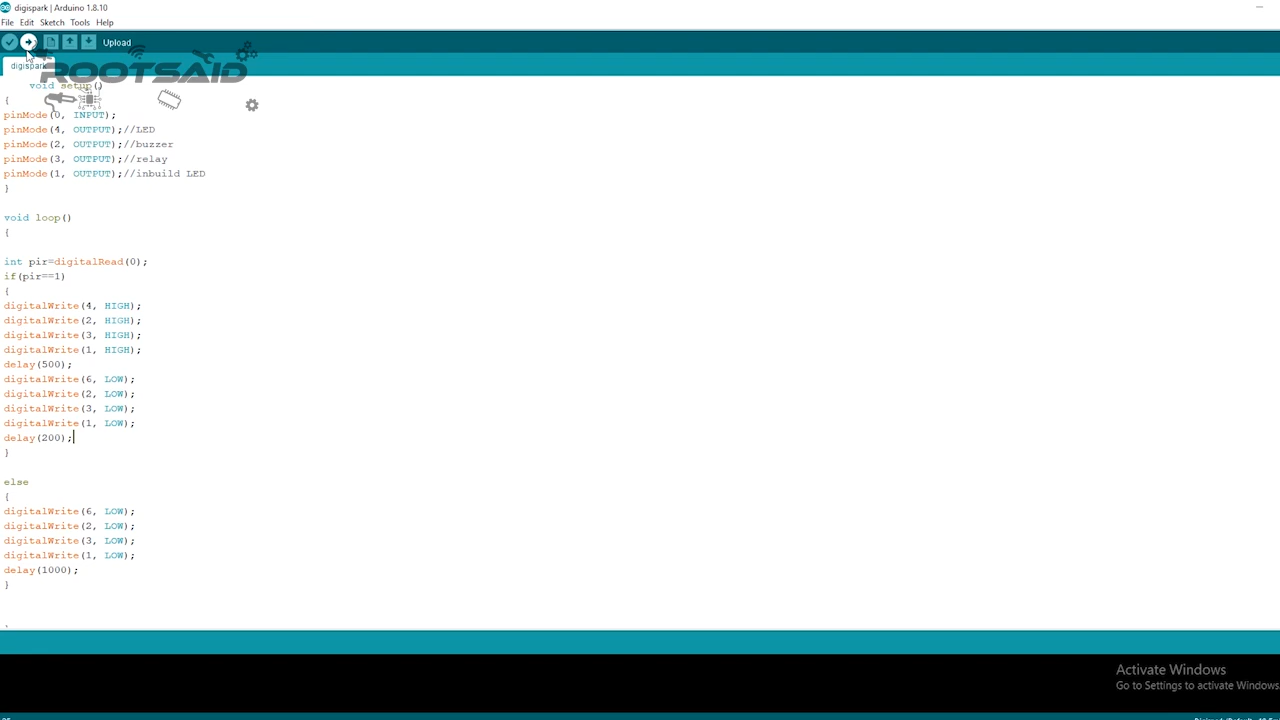 digispark | Arduino 1.8.10
File Edit Sketch Tools Help
Upload
digispark
ROOTSAID
void setup()
{
pinMode(0, INPUT);
pinMode(4, OUTPUT);//LED
pinMode(2, OUTPUT);//buzzer
pinMode(3, OUTPUT);//relay
pinMode(1, OUTPUT);//inbuild LED
}
void loop()
{
int pir=digitalRead(0);
if(pir==1)
{
digitalWrite(4, HIGH);
digitalWrite(2, HIGH);
digitalWrite(3, HIGH);
digitalWrite(1, HIGH);
delay(500);
digitalWrite(6, LOW);
digitalWrite(2, LOW);
digitalWrite(3, LOW);
digitalWrite(1, LOW);
delay(200);
}
else
{
digitalWrite(6, LOW);
digitalWrite(2, LOW);
digitalWrite(3, LOW);
digitalWrite(1, LOW);
delay(1000);
}
Activate Windows
Go to Settings to activate Windows